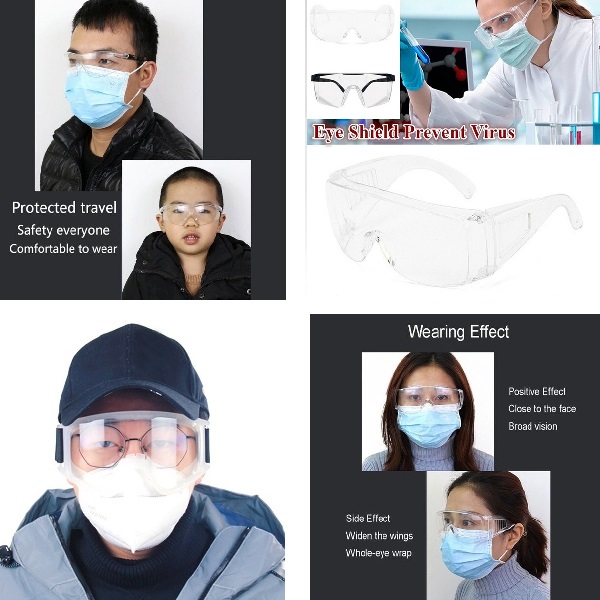 Eye Shield Prevent Virus
Protected travel
Safety everyone
Comfortable to wear
Wearing Effect
Positive Effect
Close to the face
Broad vision
Side Effect
Widen the wings
Whole-eye wrap